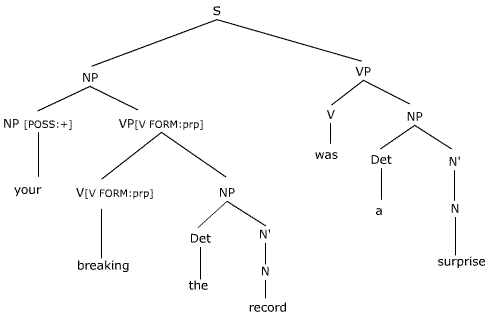 S
NP VP
NP [POSS:+] VP[V FORM:prp] V NP
your V[V FORM:prp] NP was Det N'
breaking Det N' a N
the N surprise
record